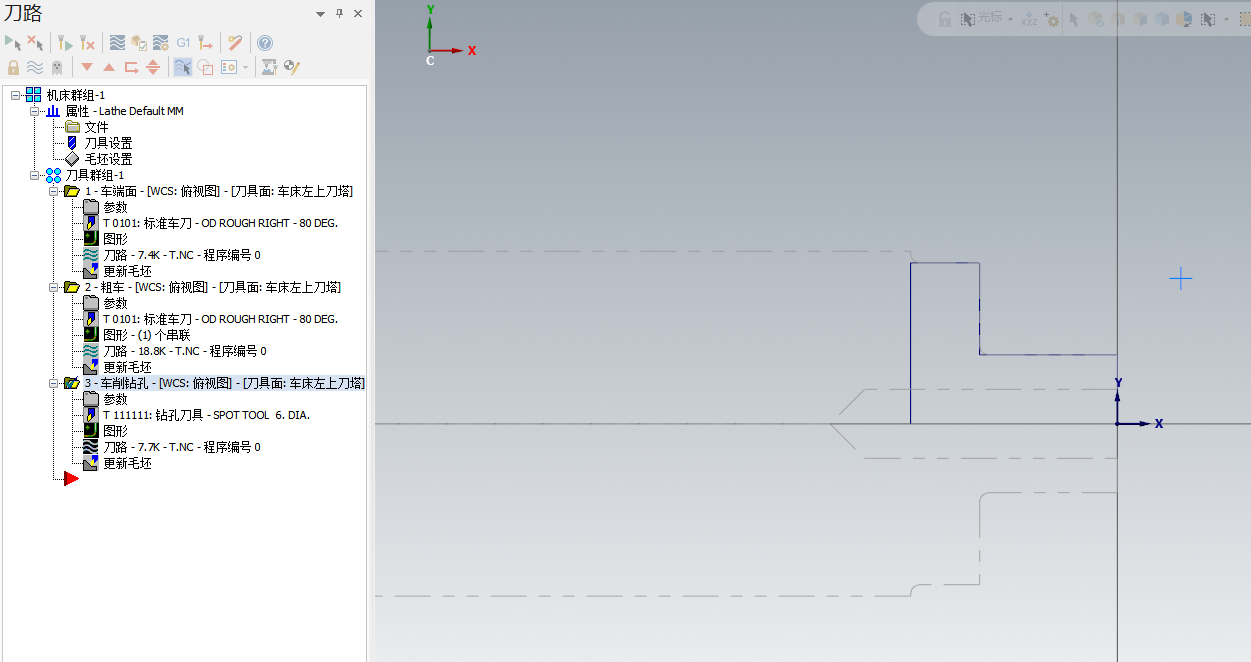 刀路
光标
XYZ
G1
机床群组-1
属性 - Lathe Default MM
文件
刀具设置
毛坯设置
刀具群组-1
1 - 车端面 - [WCS: 俯视图] - [刀具面: 车床左上刀塔]
参数
T 0101: 标准车刀 - OD ROUGH RIGHT - 80 DEG.
图形
刀路 - 7.4K - T.NC - 程序编号 0
更新毛坯
2 - 粗车 - [WCS: 俯视图] - [刀具面: 车床左上刀塔]
参数
T 0101: 标准车刀 - OD ROUGH RIGHT - 80 DEG.
图形 - (1) 个串联
刀路 - 18.8K - T.NC - 程序编号 0
更新毛坯
3 - 车削钻孔 - [WCS: 俯视图] - [刀具面: 车床左上刀塔]
参数
T 111111: 钻孔刀具 - SPOT TOOL 6. DIA.
图形
刀路 - 7.7K - T.NC - 程序编号 0
更新毛坯
Y
X
C
Y
X